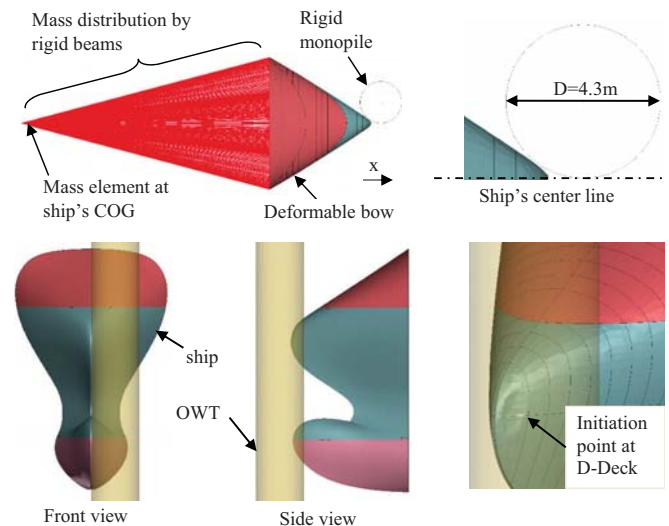 Mass distribution by
rigid beams
Rigid
monopile
D=4.3m
x
Mass element at
ship's COG
Deformable bow
Ship's center line
ship
OWT
Initiation
point at
D-Deck
Front view
Side view